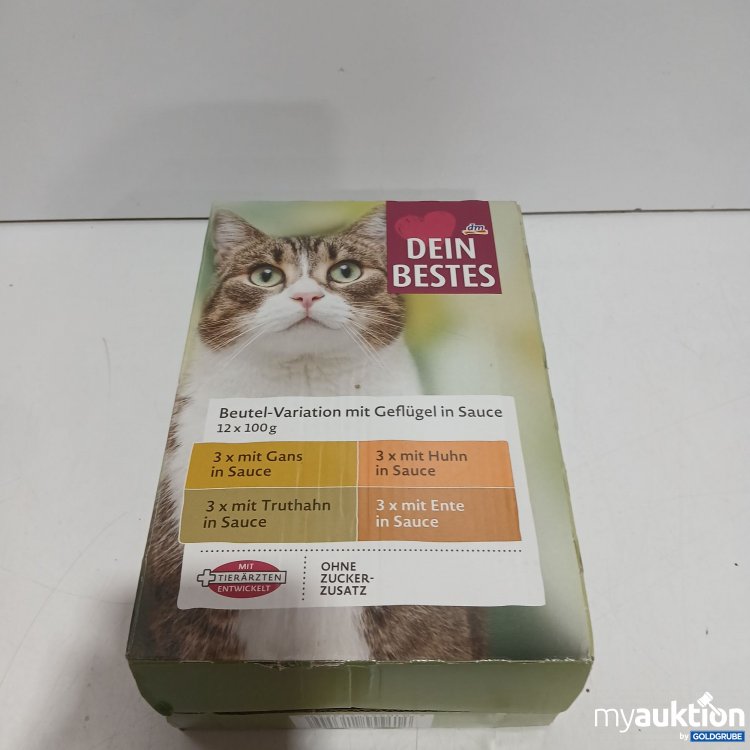 dm
DEIN
BESTES
Beutel-Variation mit Geflügel in Sauce
12 x 100 g
3 x mit Gans
in Sauce
3 x mit Huhn
in Sauce
3 x mit Truthahn
in Sauce
3 x mit Ente
in Sauce
MIT
TIERÄRZTEN
ENTWICKELT
OHNE
ZUCKER-
ZUSATZ
myauktion
by GOLDGRUBE